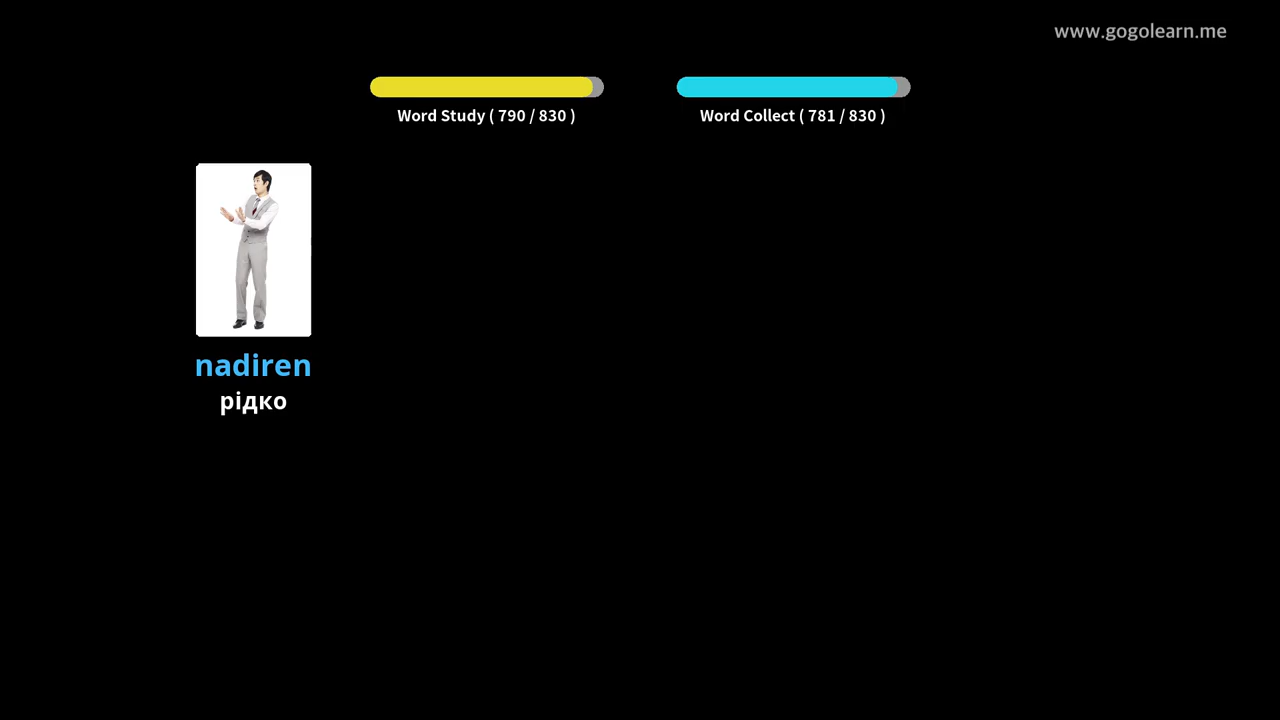 www.gogolearn.me
Word Study ( 790 / 830 )
Word Collect ( 781 / 830 )
nadiren
рідко